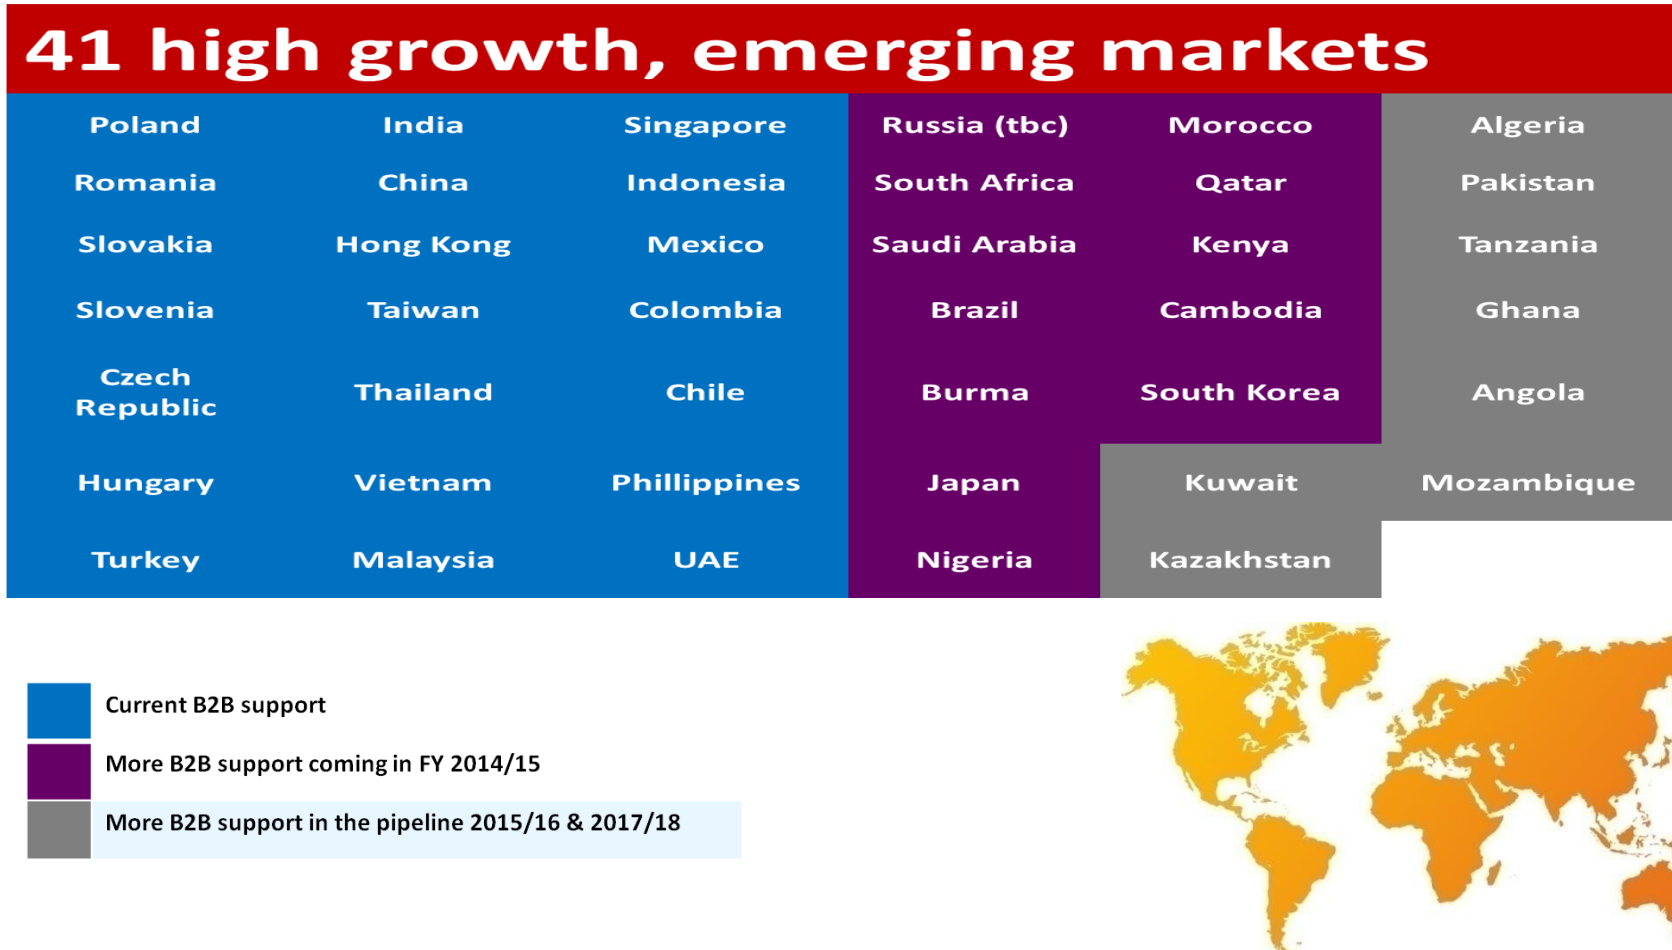 41 high growth, emerging markets
Poland India Singapore Russia (tbc) Morocco Algeria
Romania China Indonesia South Africa Qatar Pakistan
Slovakia Hong Kong Mexico Saudi Arabia Kenya Tanzania
Slovenia Taiwan Colombia Brazil Cambodia Ghana
Czech
Republic Thailand Chile Burma South Korea Angola
Hungary Vietnam Phillippines Japan Kuwait Mozambique
Turkey Malaysia UAE Nigeria Kazakhstan
Current B2B support
More B2B support coming in FY 2014/15
More B2B support in the pipeline 2015/16 & 2017/18